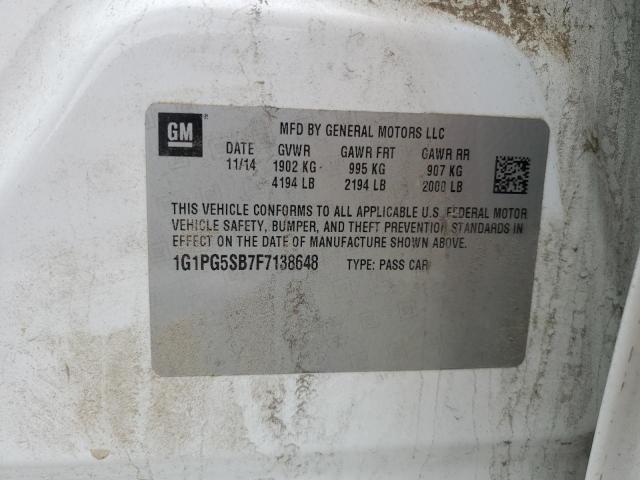 GM
MFD BY GENERAL MOTORS LLC
DATE GVWR GAWR FRT GAWR RR
11/14 1902 KG 995 KG 907 KG
4194 LB 2194 LB 2000 LB
THIS VEHICLE CONFORMS TO ALL APPLICABLE U.S. FEDERAL MOTOR
VEHICLE SAFETY, BUMPER, AND THEFT PREVENTION STANDARDS IN
EFFECT ON THE DATE OF MANUFACTURE SHOWN ABOVE.
1G1PG5SB7F7138648 TYPE: PASS CAR